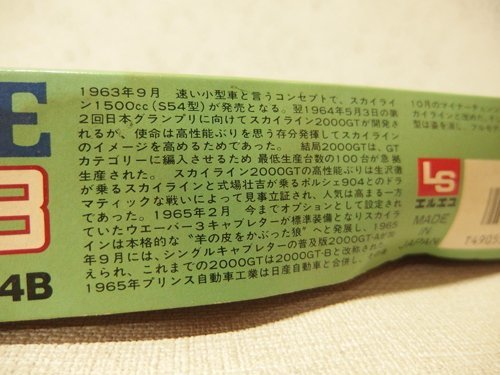 1963年9月 速い小型車と言うコンセプトで、スカイライ
ン1500cc(S54型)が発売となる。翌1964年5月3日の第
2回日本グランプリに向けてスカイライン2000GTが開発さ
れるが、使命は高性能ぶりを思う存分発揮してスカイライン
のイメージを高めるためであった。 結局2000GTは、GT
カテゴリーに編入させるため 最低生産台数の100台が急拠
生産された。 スカイライン2000GTの高性能ぶりは生沢徹
が乗るスカイラインと式場壮吉が乗るポルシェ904とのドラ
マティックな戦いによって見事立証され、人気は高まる一方
であった。1965年2月 今までオプションとして設定され
ていたウエーバー3キャブレターが標準装備となりスカイラ
インは本格的な“羊の皮をかぶった狼”へと発展し、1965
年9月には、シングルキャブレターの普及版2000GT-Aが加
えられ、これまでの2000GTは2000GT-Bと改称された。
1965年プリンス自動車工業は日産自動車と合併し、その
10月のマイナーチェン
カイラインと改めた。
型は姿を消し、
E
B
4B
LS
エルエス
MADE
IN
JAPAN
T4905